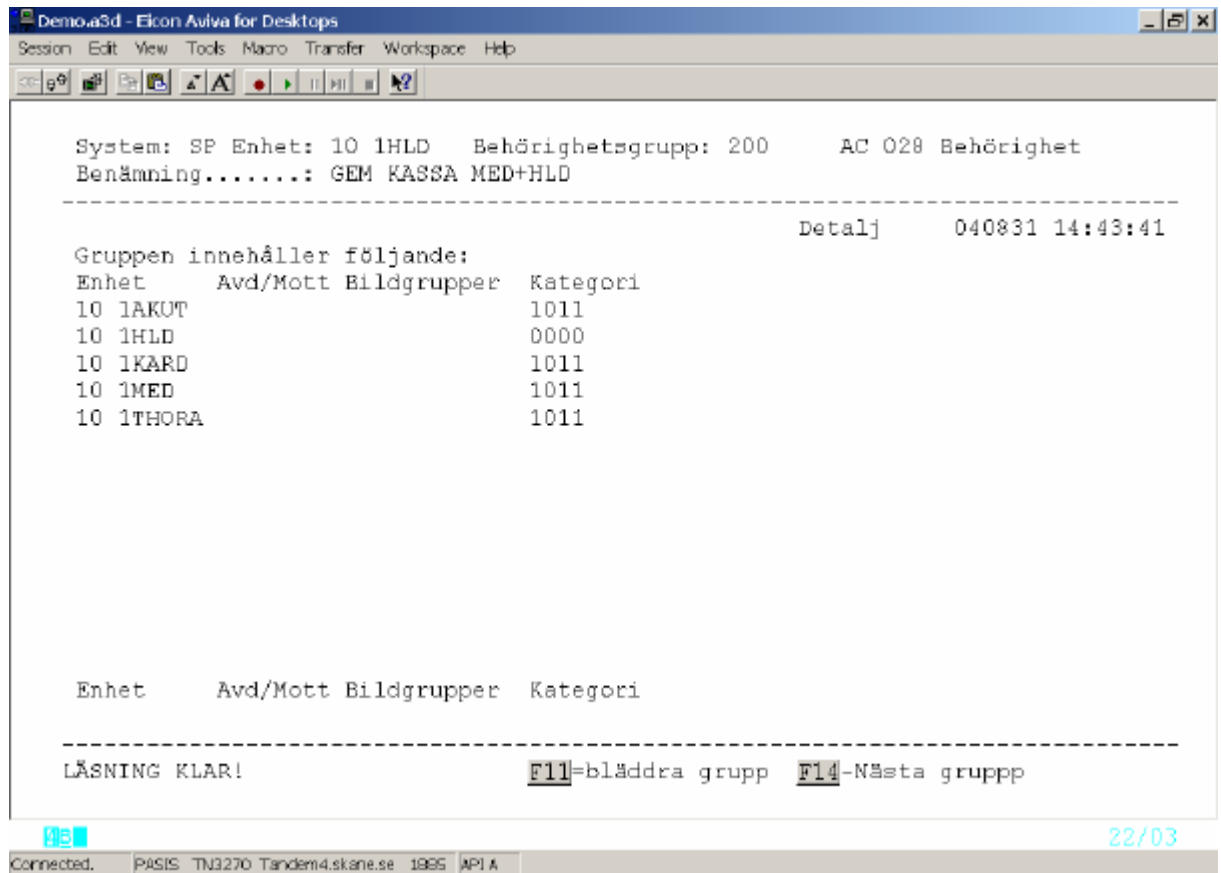 Demo.a3d - Eicon Aviva for Desktops
Session Edit View Tools Macro Transfer Workspace Help
System: SP Enhet: 10 1HLD Behörighetsgrupp: 200 AC 028 Behörighet
Benämning.......: GEM KASSA MED+HLD
Detalj 040831 14:43:41
Gruppen innehåller följande:
Enhet Avd/Mott Bildgrupper Kategori
10 1AKUT 1011
10 1HLD 0000
10 1KARD 1011
10 1MED 1011
10 1THORA 1011
Enhet Avd/Mott Bildgrupper Kategori
LÄSNING KLAR! F11=bläddra grupp F14-Nästa gruppp
22/03
Connected. PASIS TN3270 Tandem4.skane.se 1985 API A